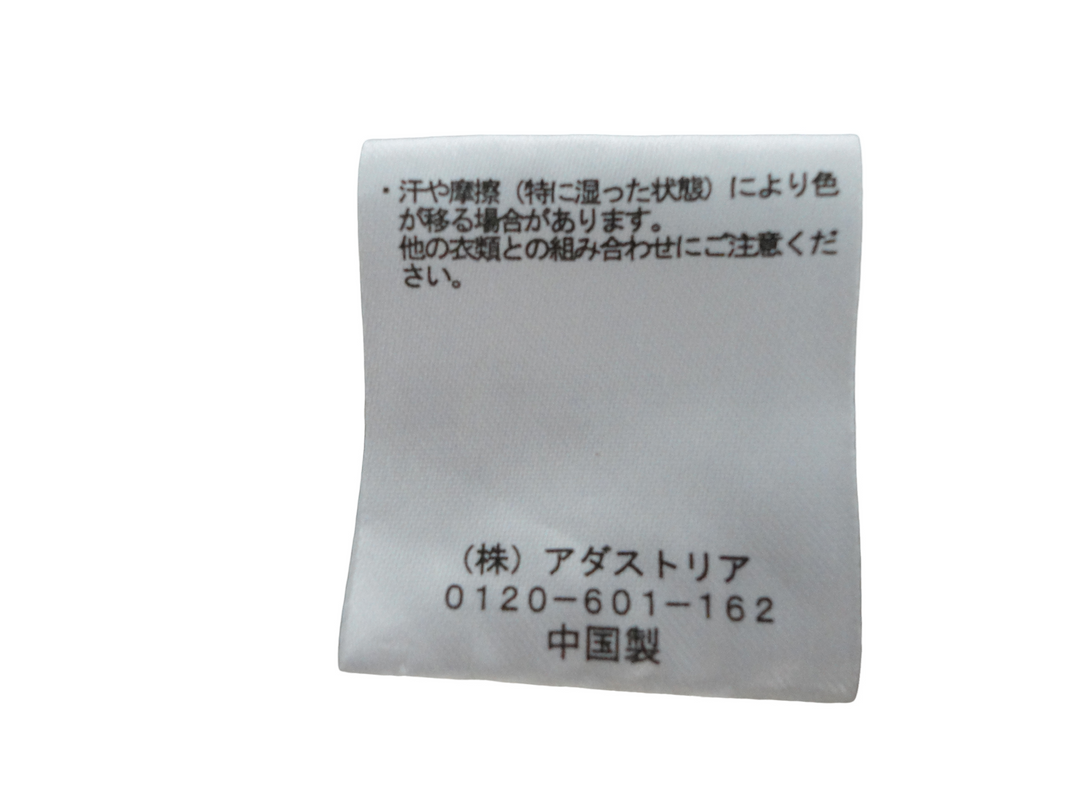 ・汗や摩擦（特に湿った状態）により色
が移る場合があります。
他の衣類との組み合わせにご注意くだ
さい。
（株）アダストリア
0120−601−162
中国製